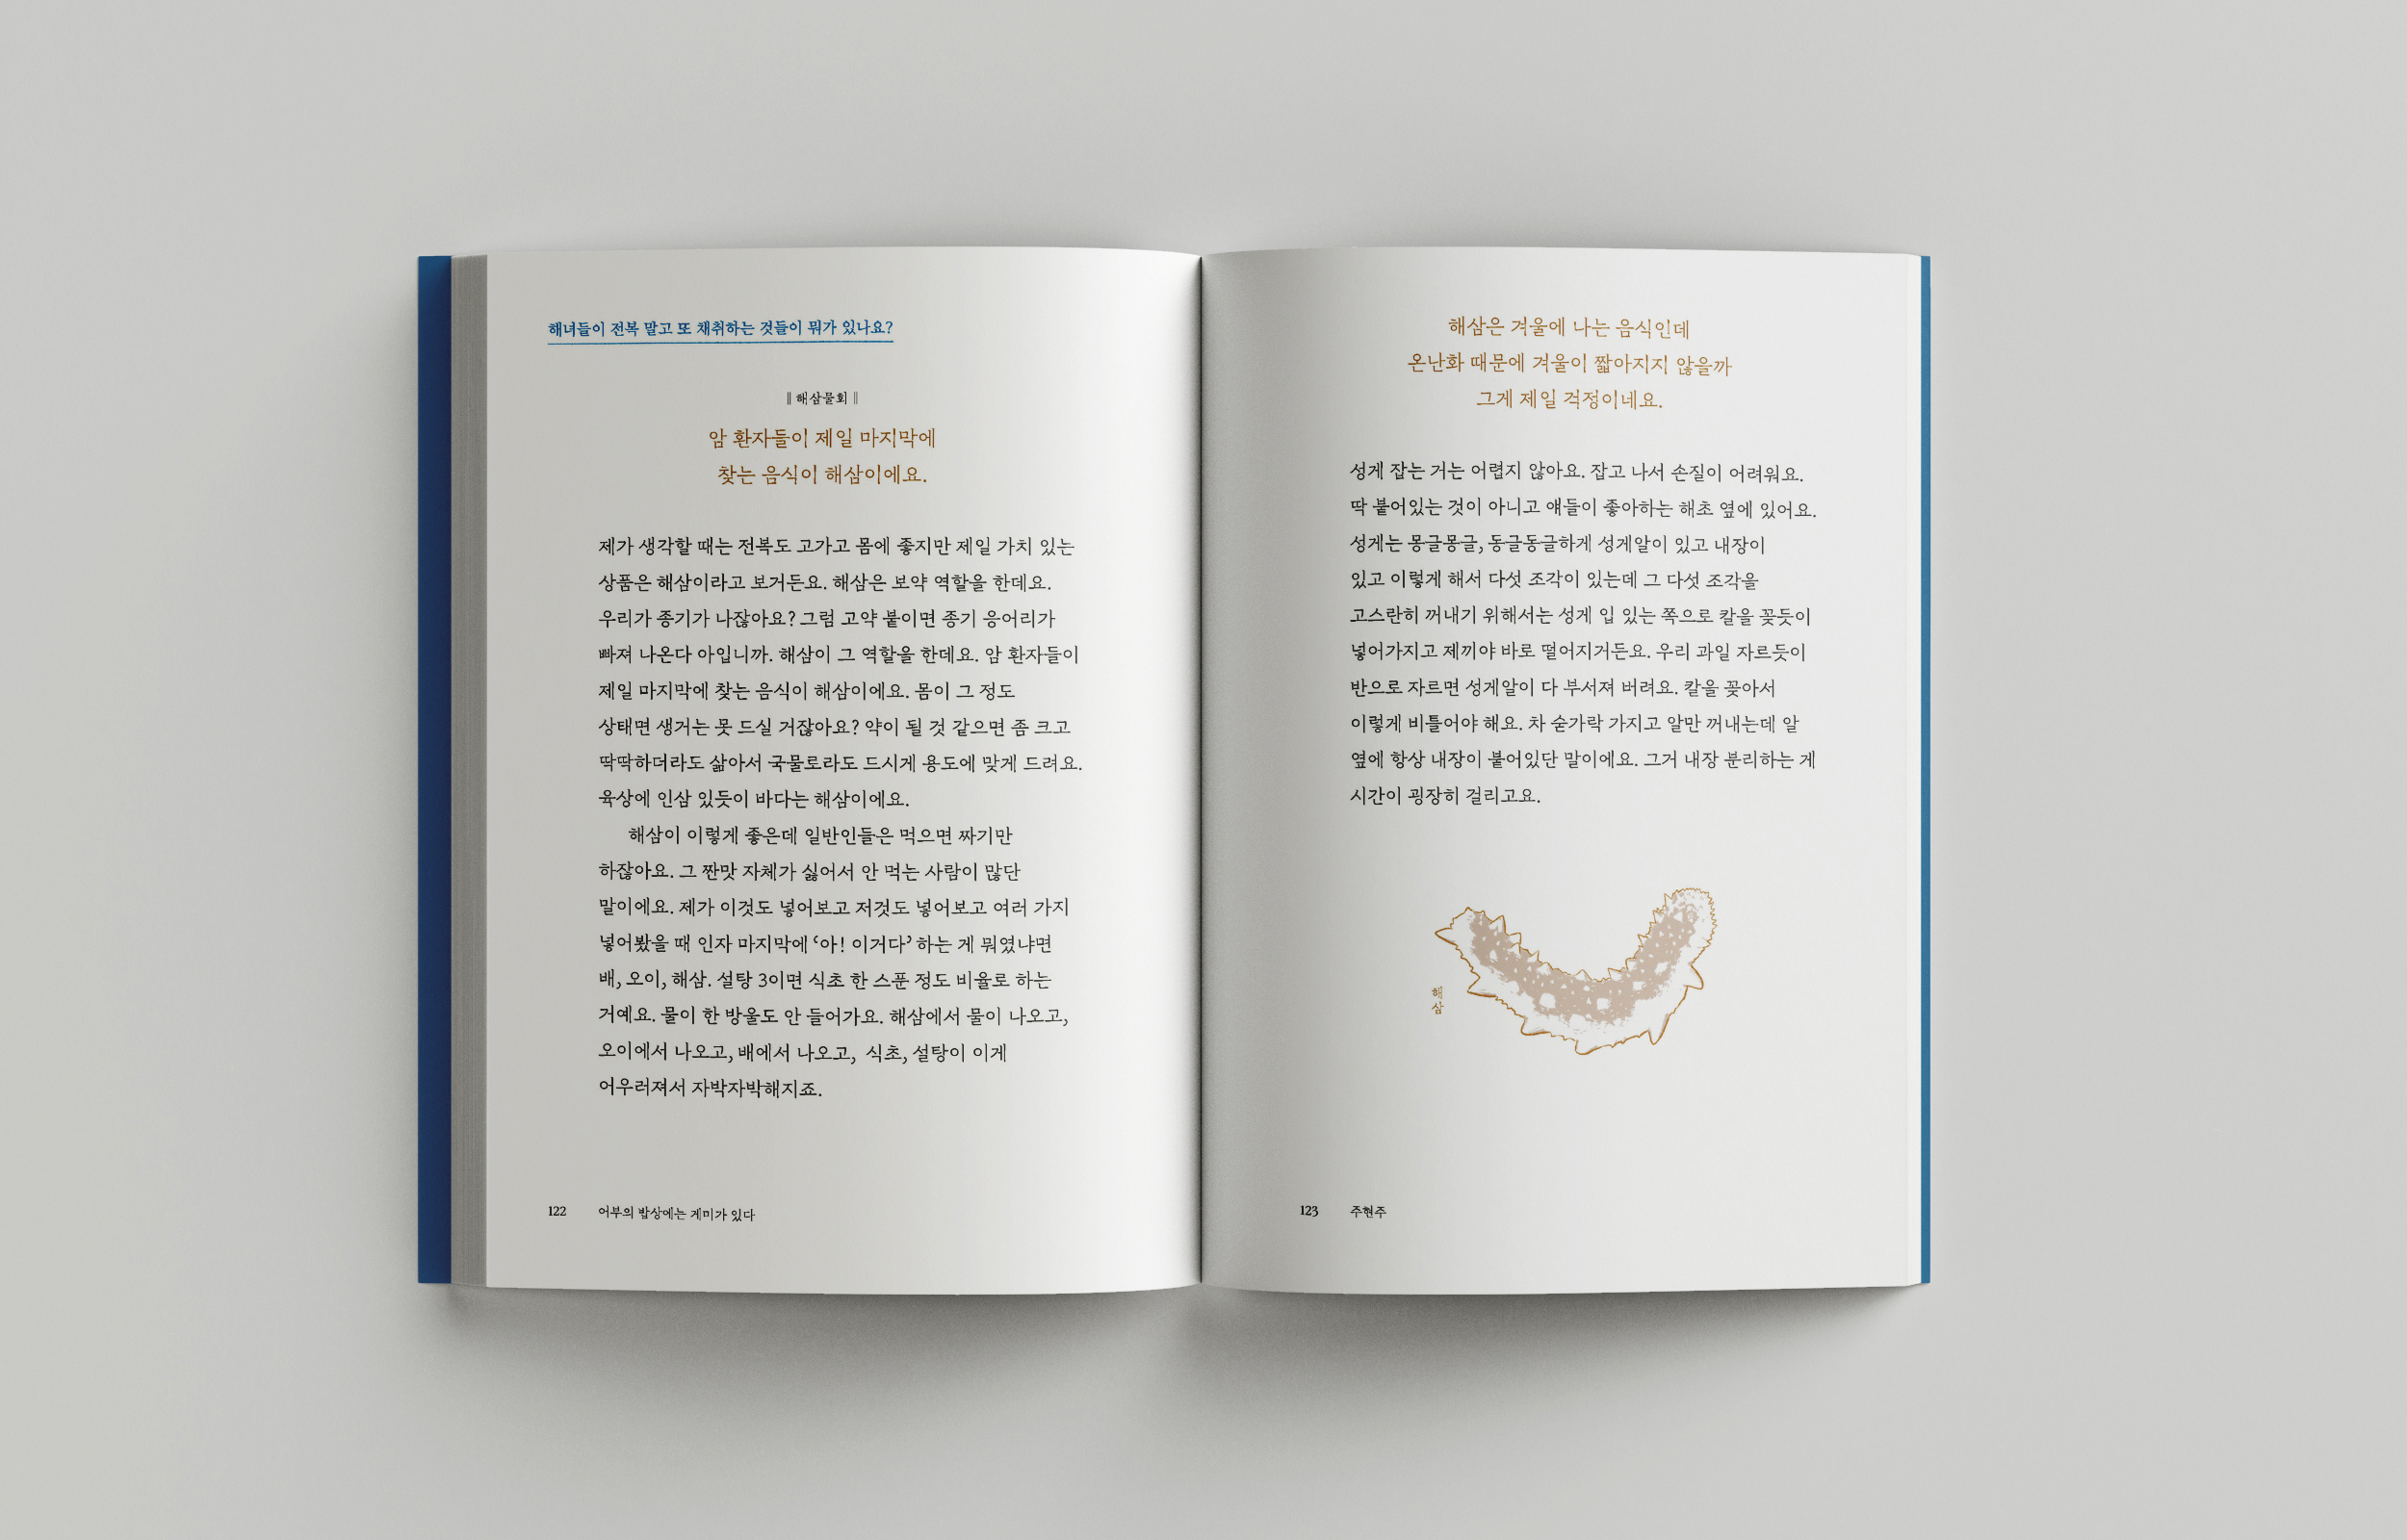 해녀들이 전복 말고 또 채취하는 것들이 뭐가 있나요?
‖ 해삼물회 ‖
암 환자들이 제일 마지막에
찾는 음식이 해삼이에요.
제가 생각할 때는 전복도 고가고 몸에 좋지만 제일 가치 있는
상품은 해삼이라고 보거든요. 해삼은 보약 역할을 한데요.
우리가 종기가 나잖아요? 그럼 고약 붙이면 종기 응어리가
빠져 나온다 아입니까. 해삼이 그 역할을 한데요. 암 환자들이
제일 마지막에 찾는 음식이 해삼이에요. 몸이 그 정도
상태면 생거는 못 드실 거잖아요? 약이 될 것 같으면 좀 크고
딱딱하더라도 삶아서 국물로라도 드시게 용도에 맞게 드려요.
육상에 인삼 있듯이 바다는 해삼이에요.
해삼이 이렇게 좋은데 일반인들은 먹으면 짜기만
하잖아요. 그 짠맛 자체가 싫어서 안 먹는 사람이 많단
말이에요. 제가 이것도 넣어보고 저것도 넣어보고 여러 가지
넣어봤을 때 인자 마지막에 ‘아! 이거다’ 하는 게 뭐였냐면
배, 오이, 해삼. 설탕 3이면 식초 한 스푼 정도 비율로 하는
거예요. 물이 한 방울도 안 들어가요. 해삼에서 물이 나오고,
오이에서 나오고, 배에서 나오고, 식초, 설탕이 이게
어우러져서 자박자박해지죠.
122 어부의 밥상에는 게미가 있다
해삼은 겨울에 나는 음식인데
온난화 때문에 겨울이 짧아지지 않을까
그게 제일 걱정이네요.
성게 잡는 거는 어렵지 않아요. 잡고 나서 손질이 어려워요.
딱 붙어있는 것이 아니고 얘들이 좋아하는 해초 옆에 있어요.
성게는 몽글몽글, 동글동글하게 성게알이 있고 내장이
있고 이렇게 해서 다섯 조각이 있는데 그 다섯 조각을
고스란히 꺼내기 위해서는 성게 입 있는 쪽으로 칼을 꽂듯이
넣어가지고 제끼야 바로 떨어지거든요. 우리 과일 자르듯이
반으로 자르면 성게알이 다 부서져 버려요. 칼을 꽂아서
이렇게 비틀어야 해요. 차 숟가락 가지고 알만 꺼내는데 알
옆에 항상 내장이 붙어있단 말이에요. 그거 내장 분리하는 게
시간이 굉장히 걸리고요.
해삼
123 주현주